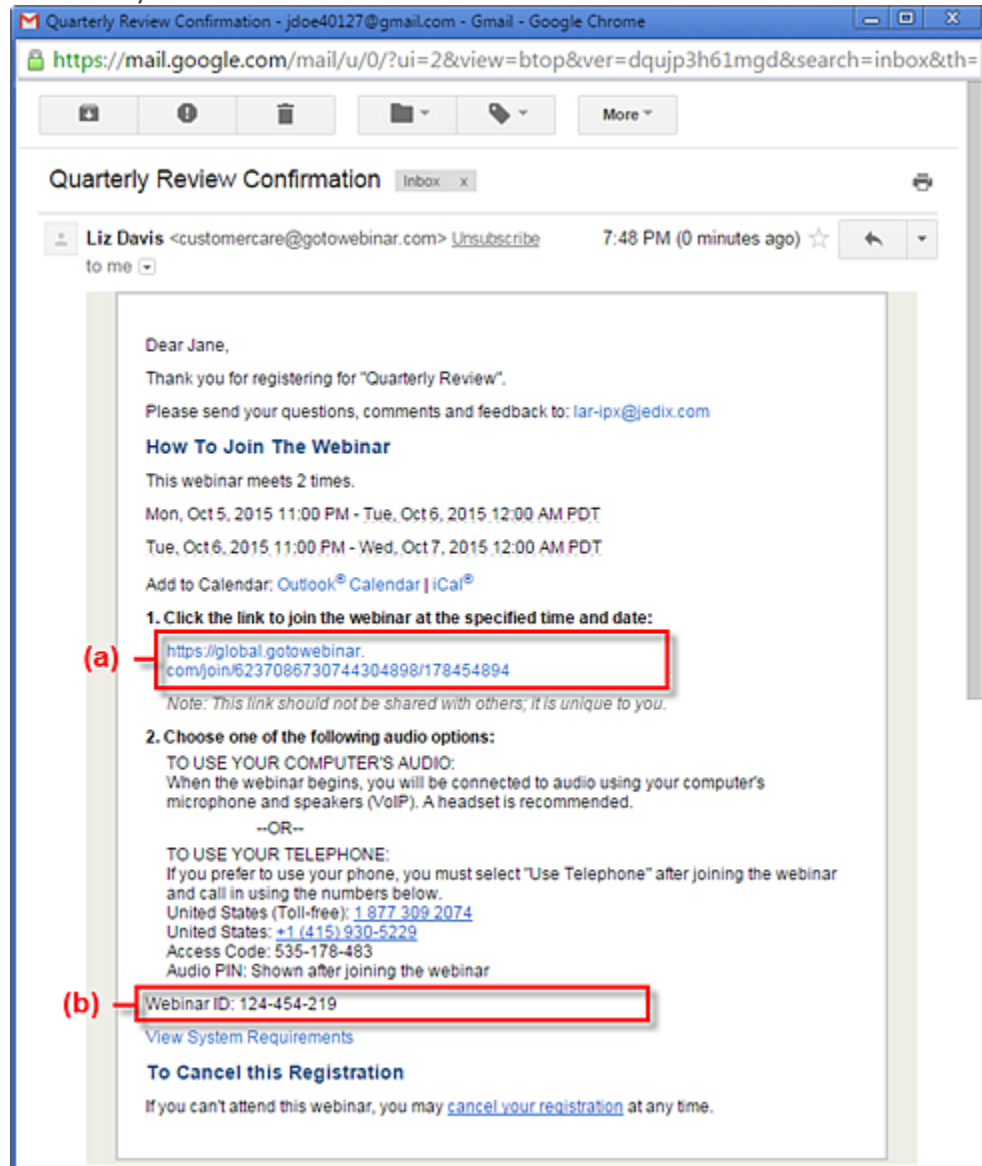 Quarterly Review Confirmation - jdoe40127@gmail.com - Gmail - Google Chrome
https://mail.google.com/mail/u/0/?ui=2&view=btop&ver=dqujp3h61mgd&search=inbox&th=
More
Quarterly Review Confirmation Inbox x
Liz Davis <customercare@gotowebinar.com> Unsubscribe 7:48 PM (0 minutes ago)
to me
Dear Jane,
Thank you for registering for "Quarterly Review".
Please send your questions, comments and feedback to: lar-ipx@jedix.com
How To Join The Webinar
This webinar meets 2 times.
Mon, Oct 5, 2015 11:00 PM - Tue, Oct 6, 2015 12:00 AM PDT
Tue, Oct 6, 2015 11:00 PM - Wed, Oct 7, 2015 12:00 AM PDT
Add to Calendar: Outlook® Calendar | iCal®
1. Click the link to join the webinar at the specified time and date:
(a)
https://global.gotowebinar.
com/join/6237086730744304898/178454894
Note: This link should not be shared with others; it is unique to you.
2. Choose one of the following audio options:
TO USE YOUR COMPUTER'S AUDIO:
When the webinar begins, you will be connected to audio using your computer's
microphone and speakers (VoIP). A headset is recommended.
--OR--
TO USE YOUR TELEPHONE:
If you prefer to use your phone, you must select "Use Telephone" after joining the webinar
and call in using the numbers below.
United States (Toll-free): 1 877 309 2074
United States: +1 (415) 930-5229
Access Code: 535-178-483
Audio PIN: Shown after joining the webinar
(b) Webinar ID: 124-454-219
View System Requirements
To Cancel this Registration
If you can't attend this webinar, you may cancel your registration at any time.